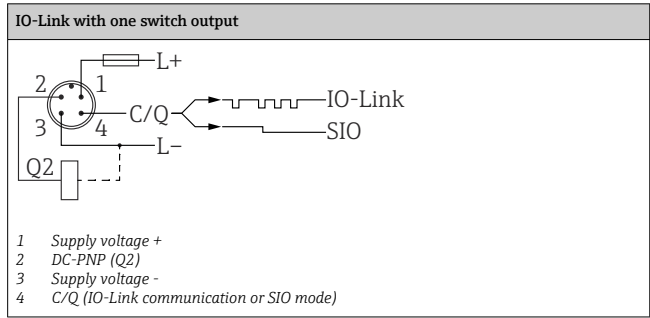 IO-Link with one switch output
L+
2
1
C/Q
IO-Link
3
4
SIO
L–
Q2
1 Supply voltage +
2 DC-PNP (Q2)
3 Supply voltage -
4 C/Q (IO-Link communication or SIO mode)